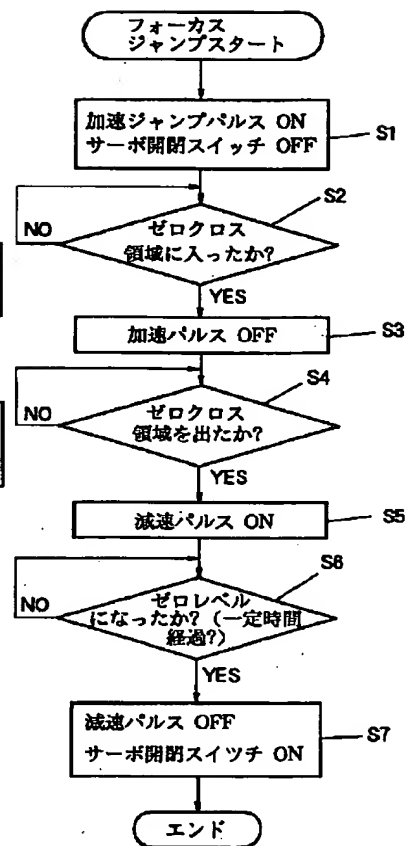 フォーカス
ジャンプスタート
加速ジャンプパルス ON
サーボ開閉スイッチ OFF
S1
S2
ゼロクロス
領域に入ったか?
NO
YES
加速パルス OFF
S3
S4
ゼロクロス
領域を出たか?
NO
YES
減速パルス ON
S5
S6
ゼロレベル
になったか? (一定時間
経過?)
NO
YES
減速パルス OFF
サーボ開閉スイツチ ON
S7
エンド